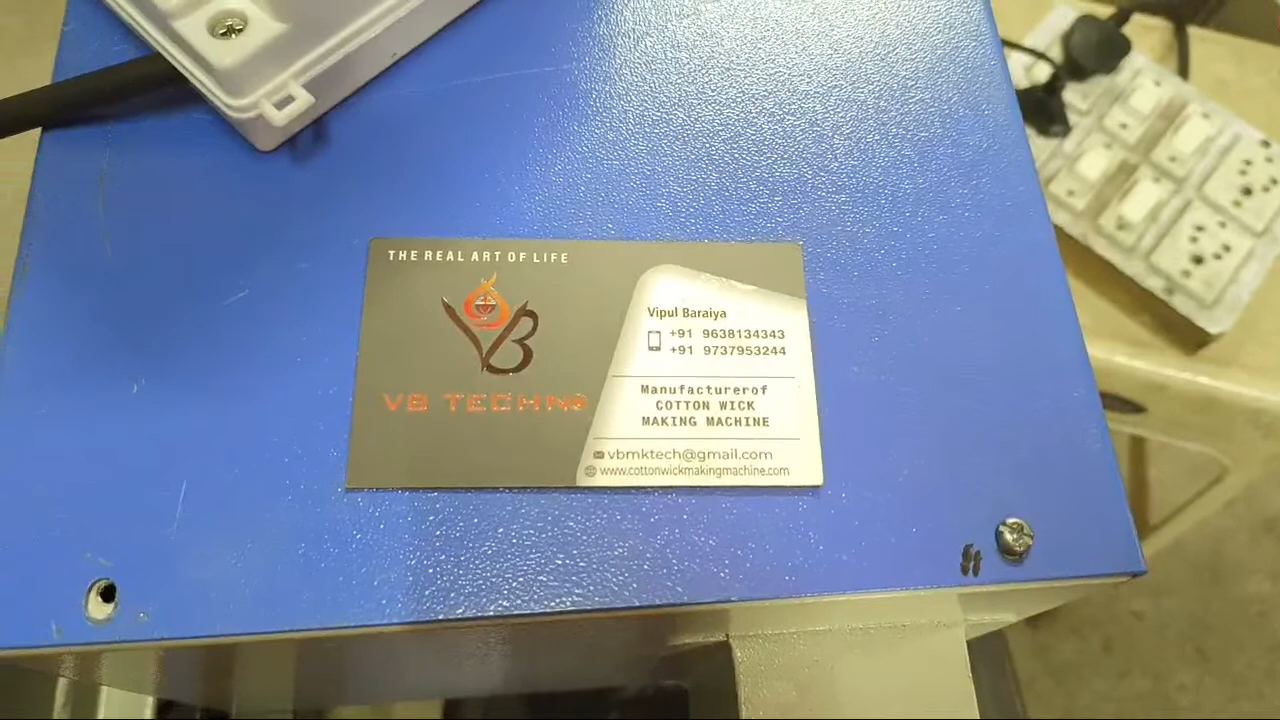 THE REAL ART OF LIFE
VB
VB TECHNO
Vipul Baraiya
+91 9638134343
+91 9737953244
Manufacturerof
COTTON WICK
MAKING MACHINE
vbmktech@gmail.com
www.cottonwickmakingmachine.com